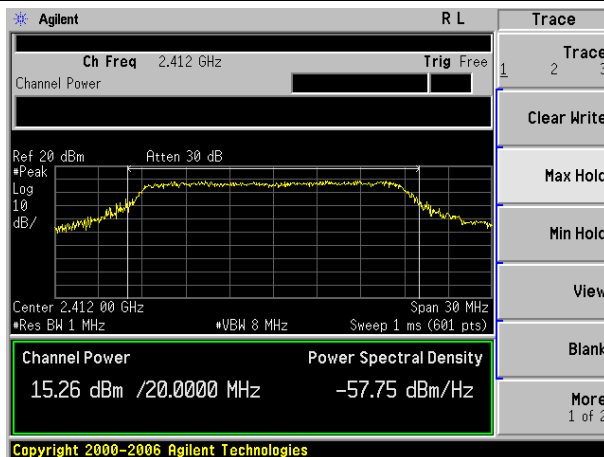 Agilent R L Trace
Ch Freq 2.412 GHz Trig Free
Channel Power
Trace
1 2 3
Clear Write
Max Hold
Min Hold
View
Blank
More
1 of 2
Ref 20 dBm Atten 30 dB
#Peak
Log
10
dB/
Center 2.412 00 GHz Span 30 MHz
#Res BW 1 MHz #VBW 8 MHz Sweep 1 ms (601 pts)
Channel Power Power Spectral Density
15.26 dBm /20.0000 MHz -57.75 dBm/Hz
Copyright 2000-2006 Agilent Technologies